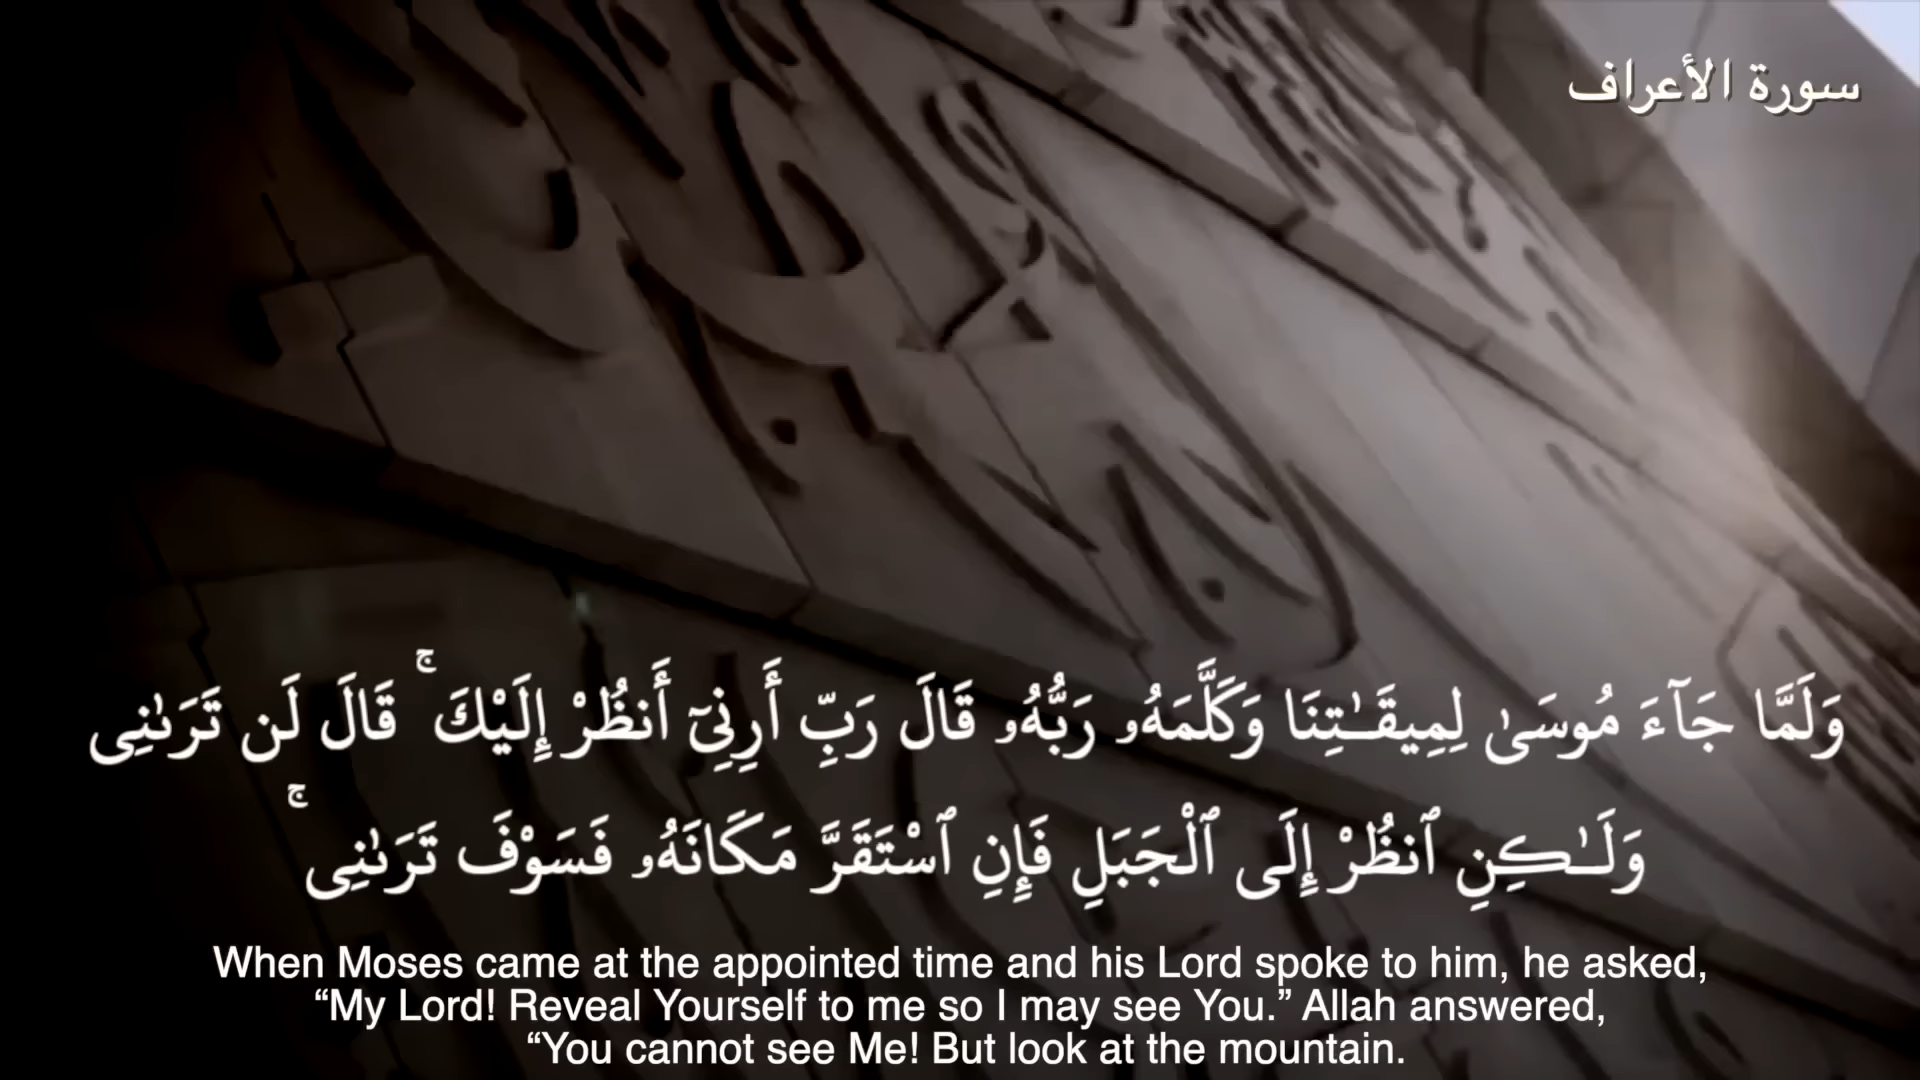 سورة الأعراف
وَلَمَّا جَآءَ مُوسَىٰ لِمِيقَـٰتِنَا وَكَلَّمَهُۥ رَبُّهُۥ قَالَ رَبِّ أَرِنِىٓ أَنظُرْ إِلَيْكَ ۚ قَالَ لَن تَرَىٰنِى
وَلَـٰكِنِ ٱنظُرْ إِلَى ٱلْجَبَلِ فَإِنِ ٱسْتَقَرَّ مَكَانَهُۥ فَسَوْفَ تَرَىٰنِى ۚ
When Moses came at the appointed time and his Lord spoke to him, he asked,
“My Lord! Reveal Yourself to me so I may see You.” Allah answered,
“You cannot see Me! But look at the mountain.